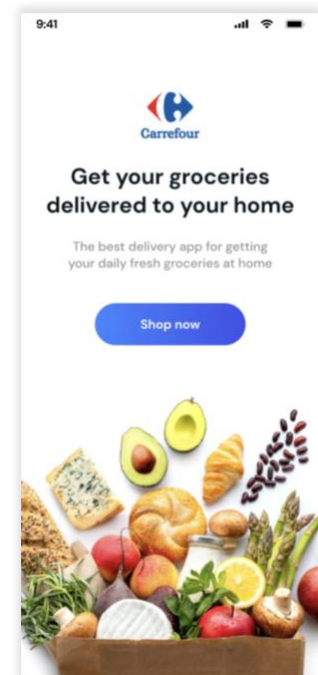 9:41
Carrefour
Get your groceries
delivered to your home
The best delivery app for getting
your daily fresh groceries at home
Shop now